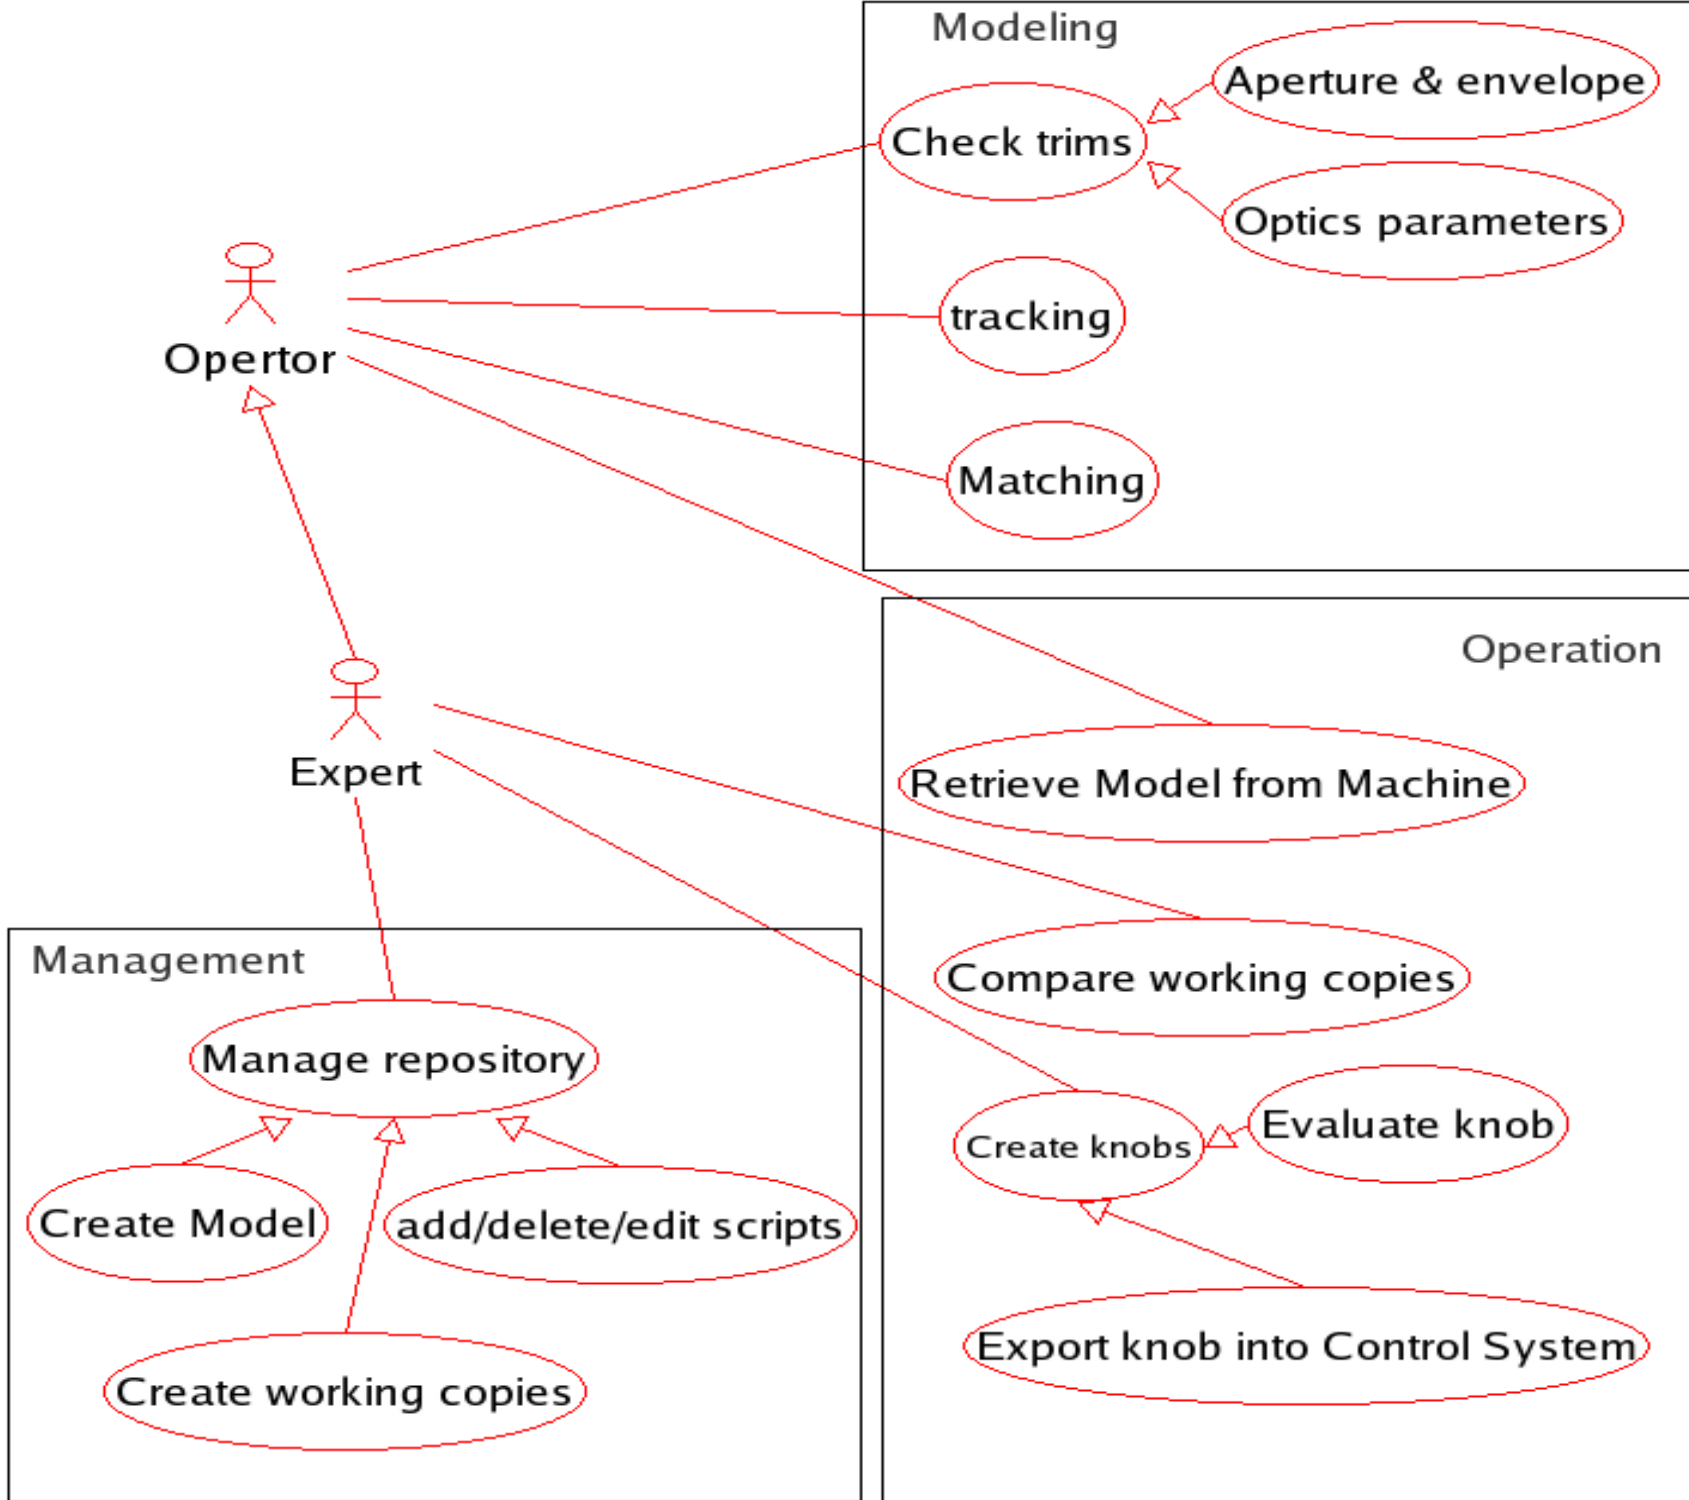 Modeling
Aperture & envelope
Check trims
Optics parameters
tracking
Opertor
Matching
Operation
Expert
Retrieve Model from Machine
Management
Compare working copies
Manage repository
Evaluate knob
Create knobs
Create Model
add/delete/edit scripts
Export knob into Control System
Create working copies